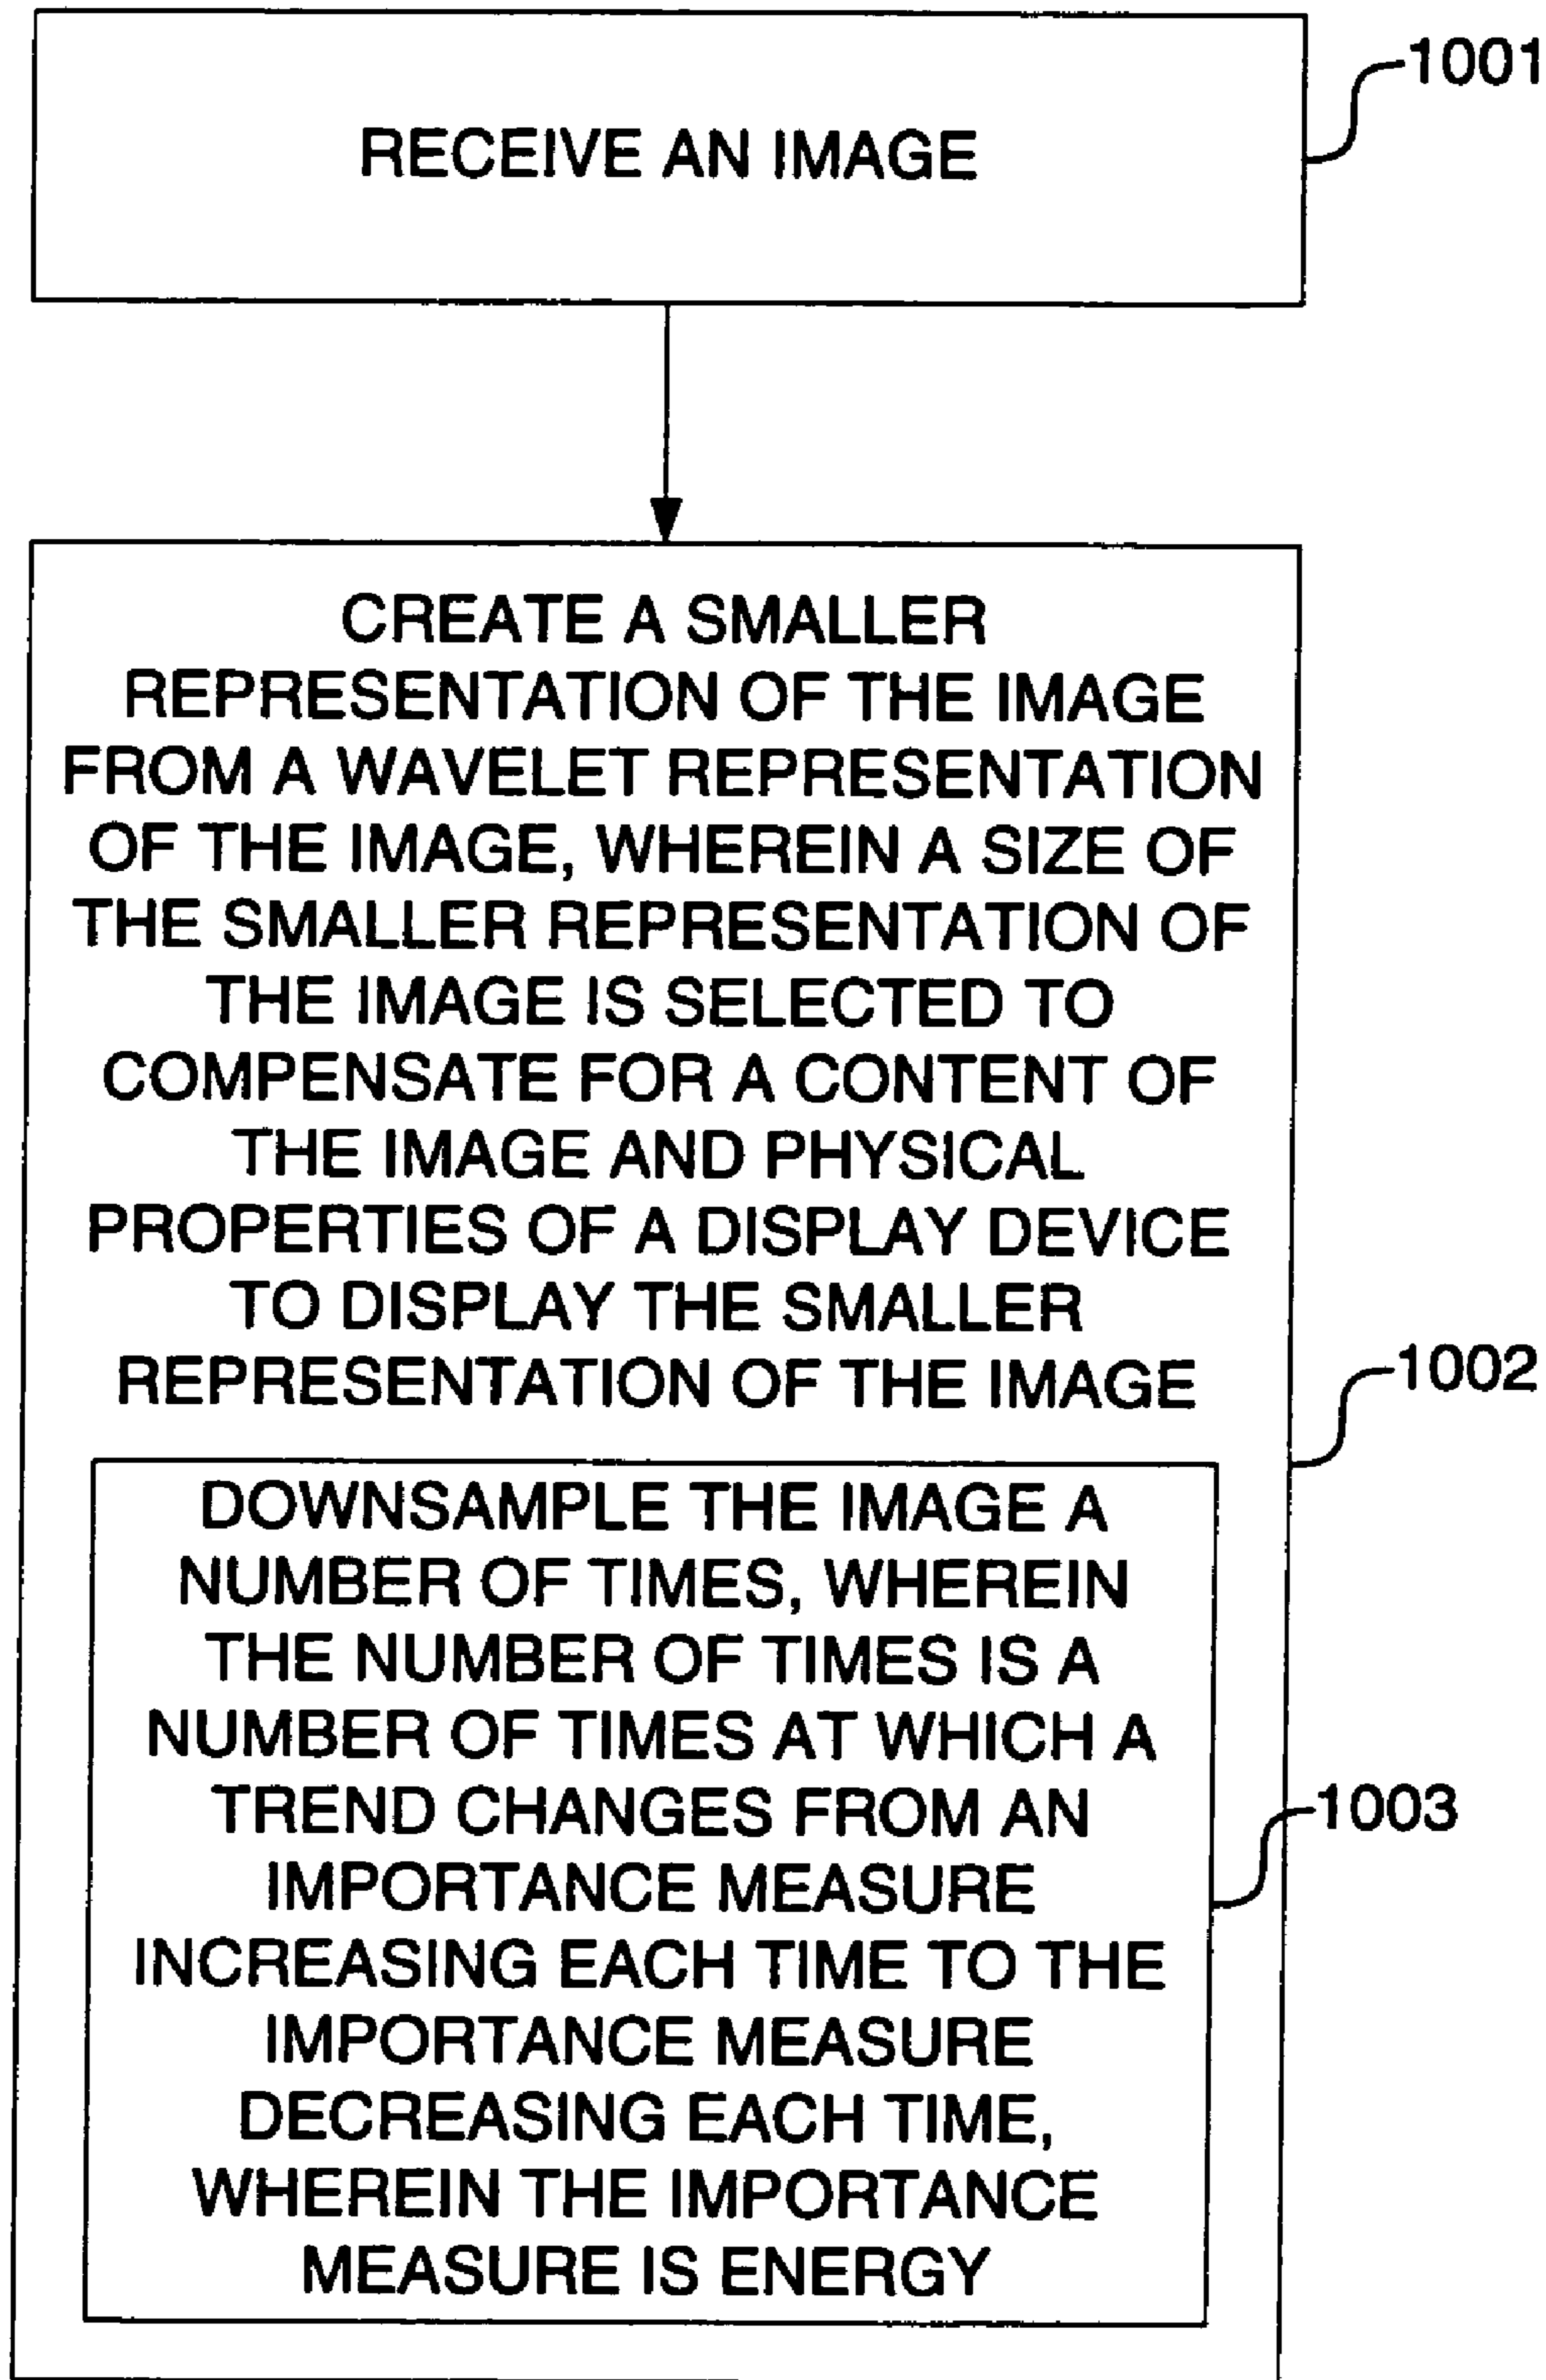 1001
RECEIVE AN IMAGE
CREATE A SMALLER
REPRESENTATION OF THE IMAGE
FROM A WAVELET REPRESENTATION
OF THE IMAGE, WHEREIN A SIZE OF
THE SMALLER REPRESENTATION OF
THE IMAGE IS SELECTED TO
COMPENSATE FOR A CONTENT OF
THE IMAGE AND PHYSICAL
PROPERTIES OF A DISPLAY DEVICE
TO DISPLAY THE SMALLER
REPRESENTATION OF THE IMAGE
1002
DOWNSAMPLE THE IMAGE A
NUMBER OF TIMES, WHEREIN
THE NUMBER OF TIMES IS A
NUMBER OF TIMES AT WHICH A
TREND CHANGES FROM AN
1003
IMPORTANCE MEASURE
INCREASING EACH TIME TO THE
IMPORTANCE MEASURE
DECREASING EACH TIME,
WHEREIN THE IMPORTANCE
MEASURE IS ENERGY